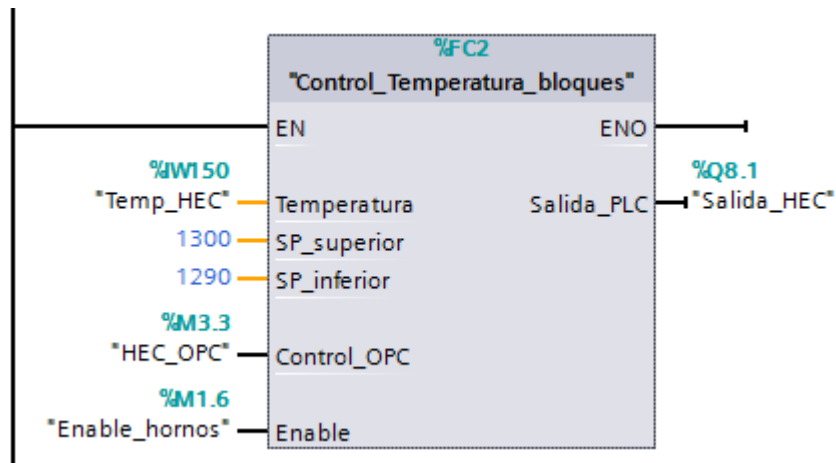 %FC2
"Control_Temperatura_bloques"
EN ENO
%IW150
"Temp_HEC" Temperatura
%Q8.1
Salida_PLC "Salida_HEC"
1300 SP_superior
1290 SP_inferior
%M3.3
"HEC_OPC" Control_OPC
%M1.6
"Enable_hornos" Enable